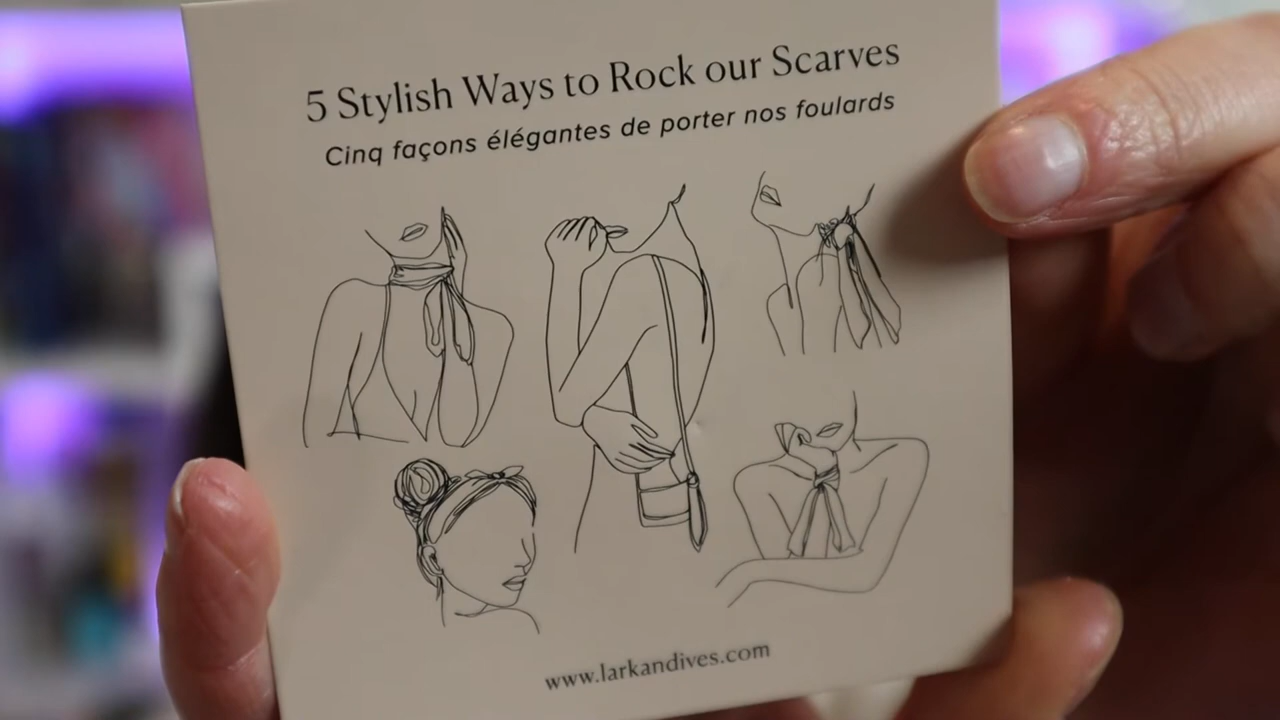 5 Stylish Ways to Rock our Scarves
Cinq façons élégantes de porter nos foulards
www.larkandives.com